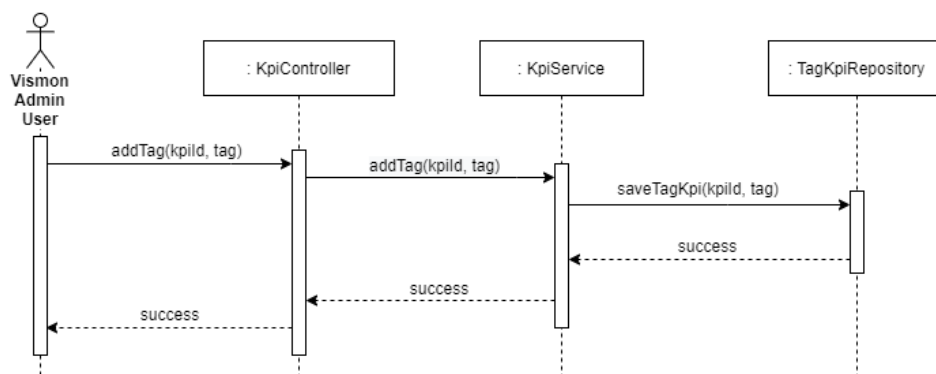 Vismon
Admin
User
: KpiController
: KpiService
: TagKpiRepository
addTag(kpiId, tag)
addTag(kpiId, tag)
saveTagKpi(kpiId, tag)
success
success
success